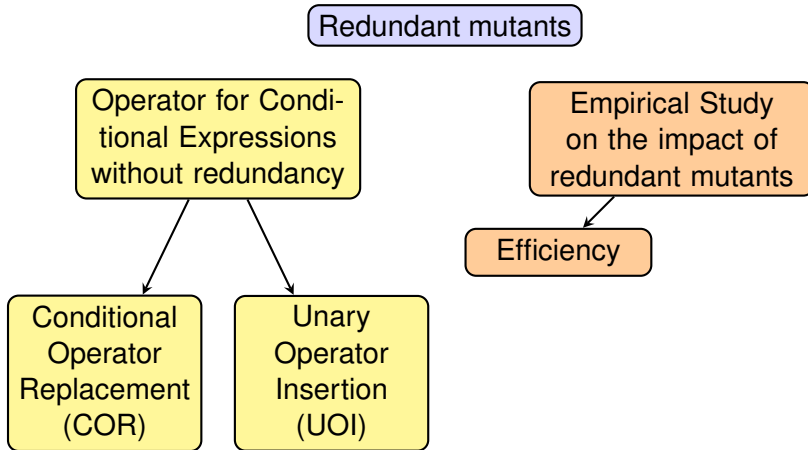 Redundant mutants
Operator for Condi-
tional Expressions
without redundancy
Empirical Study
on the impact of
redundant mutants
Efficiency
Conditional
Operator
Replacement
(COR)
Unary
Operator
Insertion
(UOI)